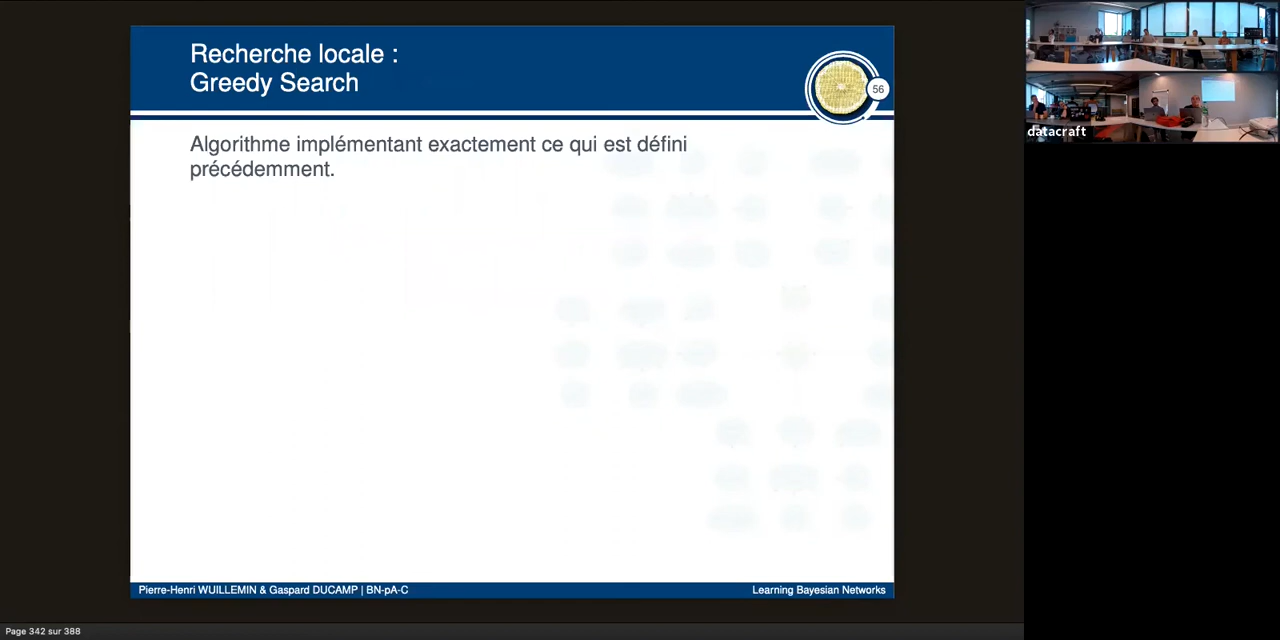 Recherche locale :
Greedy Search
56
Algorithme implémentant exactement ce qui est défini
précédemment.
Pierre-Henri WUILLEMIN & Gaspard DUCAMP | BN-pA-C
Learning Bayesian Networks
Page 342 sur 388
datacraft